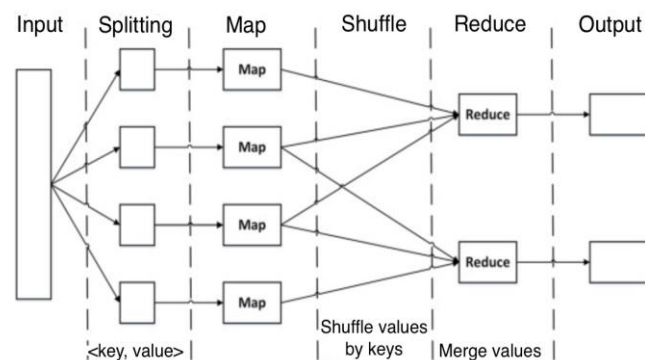 Input Splitting Map Shuffle Reduce Output
Map
Map
Reduce
Map
Reduce
Map
<key, value>
Shuffle values
by keys
Merge values